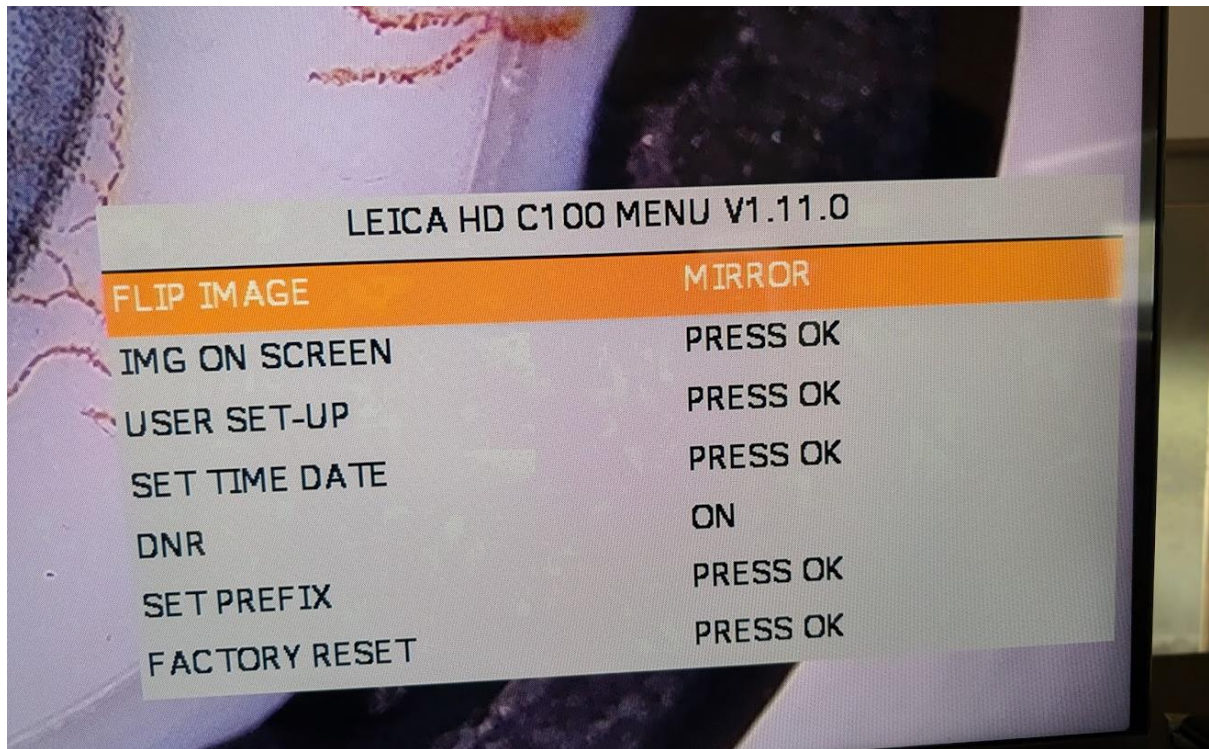 LEICA HD C100 MENU V1.11.0
FLIP IMAGE MIRROR
IMG ON SCREEN PRESS OK
USER SET-UP PRESS OK
SET TIME DATE PRESS OK
DNR ON
SET PREFIX PRESS OK
FACTORY RESET PRESS OK